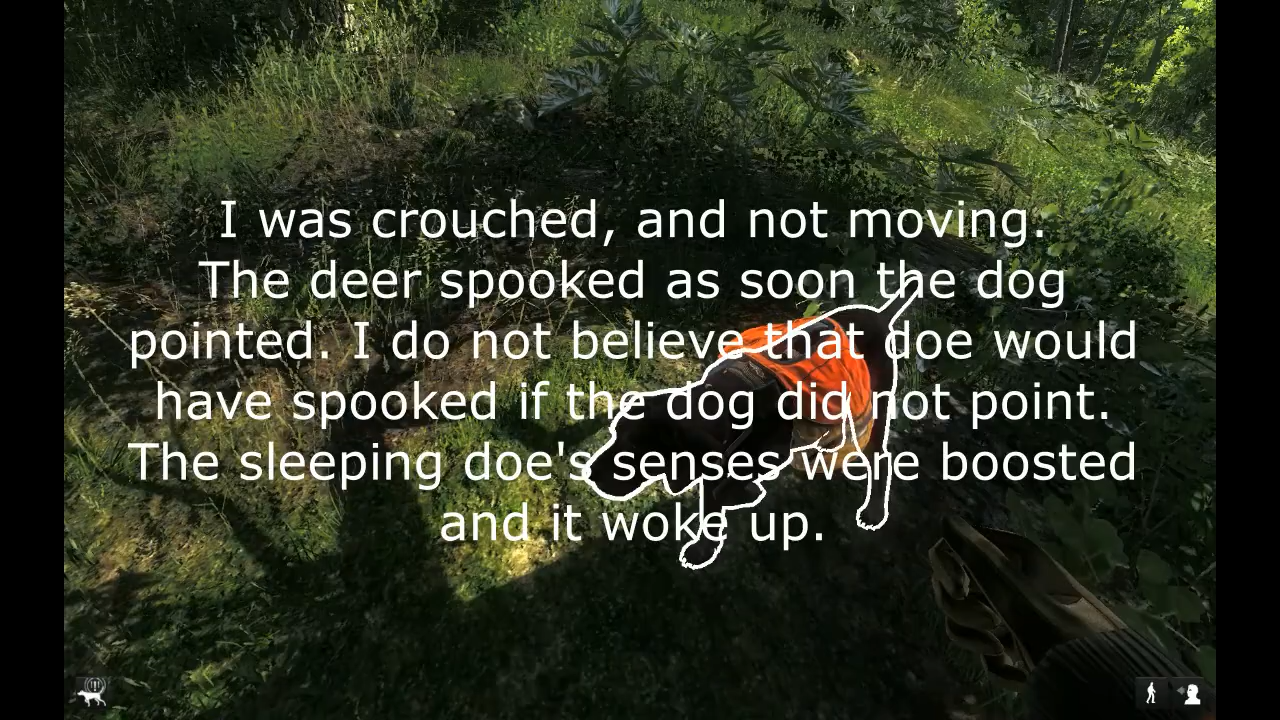 I was crouched, and not moving.
The deer spooked as soon the dog
pointed. I do not believe that doe would
have spooked if the dog did not point.
The sleeping doe's senses were boosted
and it woke up.